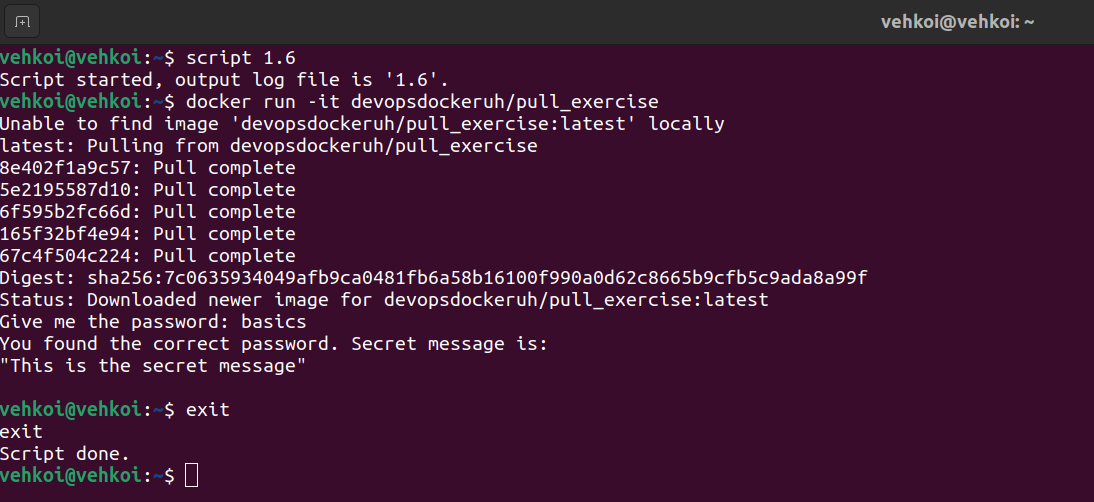 vehkoi@vehkoi: ~
vehkoi@vehkoi:~$ script 1.6
Script started, output log file is '1.6'.
vehkoi@vehkoi:~$ docker run -it devopsdockeruh/pull_exercise
Unable to find image 'devopsdockeruh/pull_exercise:latest' locally
latest: Pulling from devopsdockeruh/pull_exercise
8e402f1a9c57: Pull complete
5e2195587d10: Pull complete
6f595b2fc66d: Pull complete
165f32bf4e94: Pull complete
67c4f504c224: Pull complete
Digest: sha256:7c0635934049afb9ca0481fb6a58b16100f990a0d62c8665b9cfb5c9ada8a99f
Status: Downloaded newer image for devopsdockeruh/pull_exercise:latest
Give me the password: basics
You found the correct password. Secret message is:
"This is the secret message"
vehkoi@vehkoi:~$ exit
exit
Script done.
vehkoi@vehkoi:~$